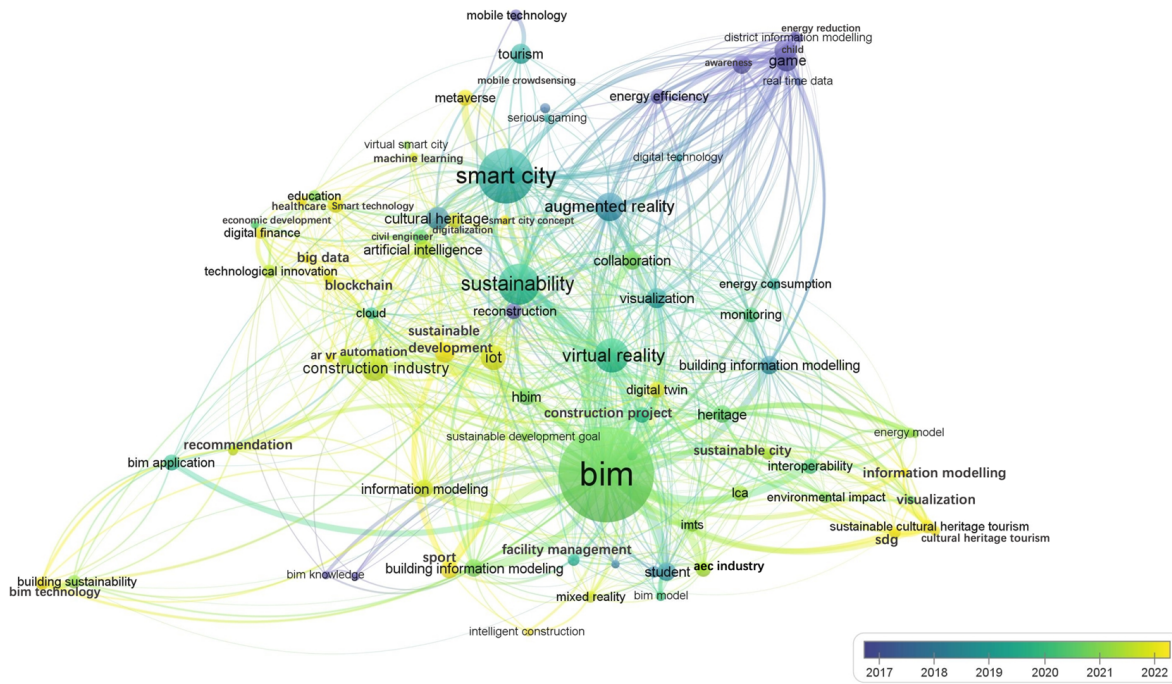 mobile technology
energy reduction
district information modelling
tourism
child
game
awareness
mobile crowdsensing
real time data
metaverse
energy efficiency
serious gaming
virtual smart city
machine learning
digital technology
smart city
education
healthcare
Smart technology
augmented reality
economic development
cultural heritage
smart city concept
digital finance
digitalization
civil engineer
artificial intelligence
big data
collaboration
technological innovation
blockchain
sustainability
energy consumption
visualization
cloud
reconstruction
monitoring
sustainable
development
ar vr
automation
iot
virtual reality
construction industry
building information modelling
hbim
digital twin
construction project
heritage
sustainable development goal
energy model
recommendation
sustainable city
bim application
interoperability
information modelling
bim
information modeling
lca
environmental impact
visualization
imts
sustainable cultural heritage tourism
sdg
cultural heritage tourism
facility management
sport
building information modeling
student
aec industry
bim knowledge
building sustainability
bim technology
mixed reality
bim model
intelligent construction
2017
2018
2019
2020
2021
2022